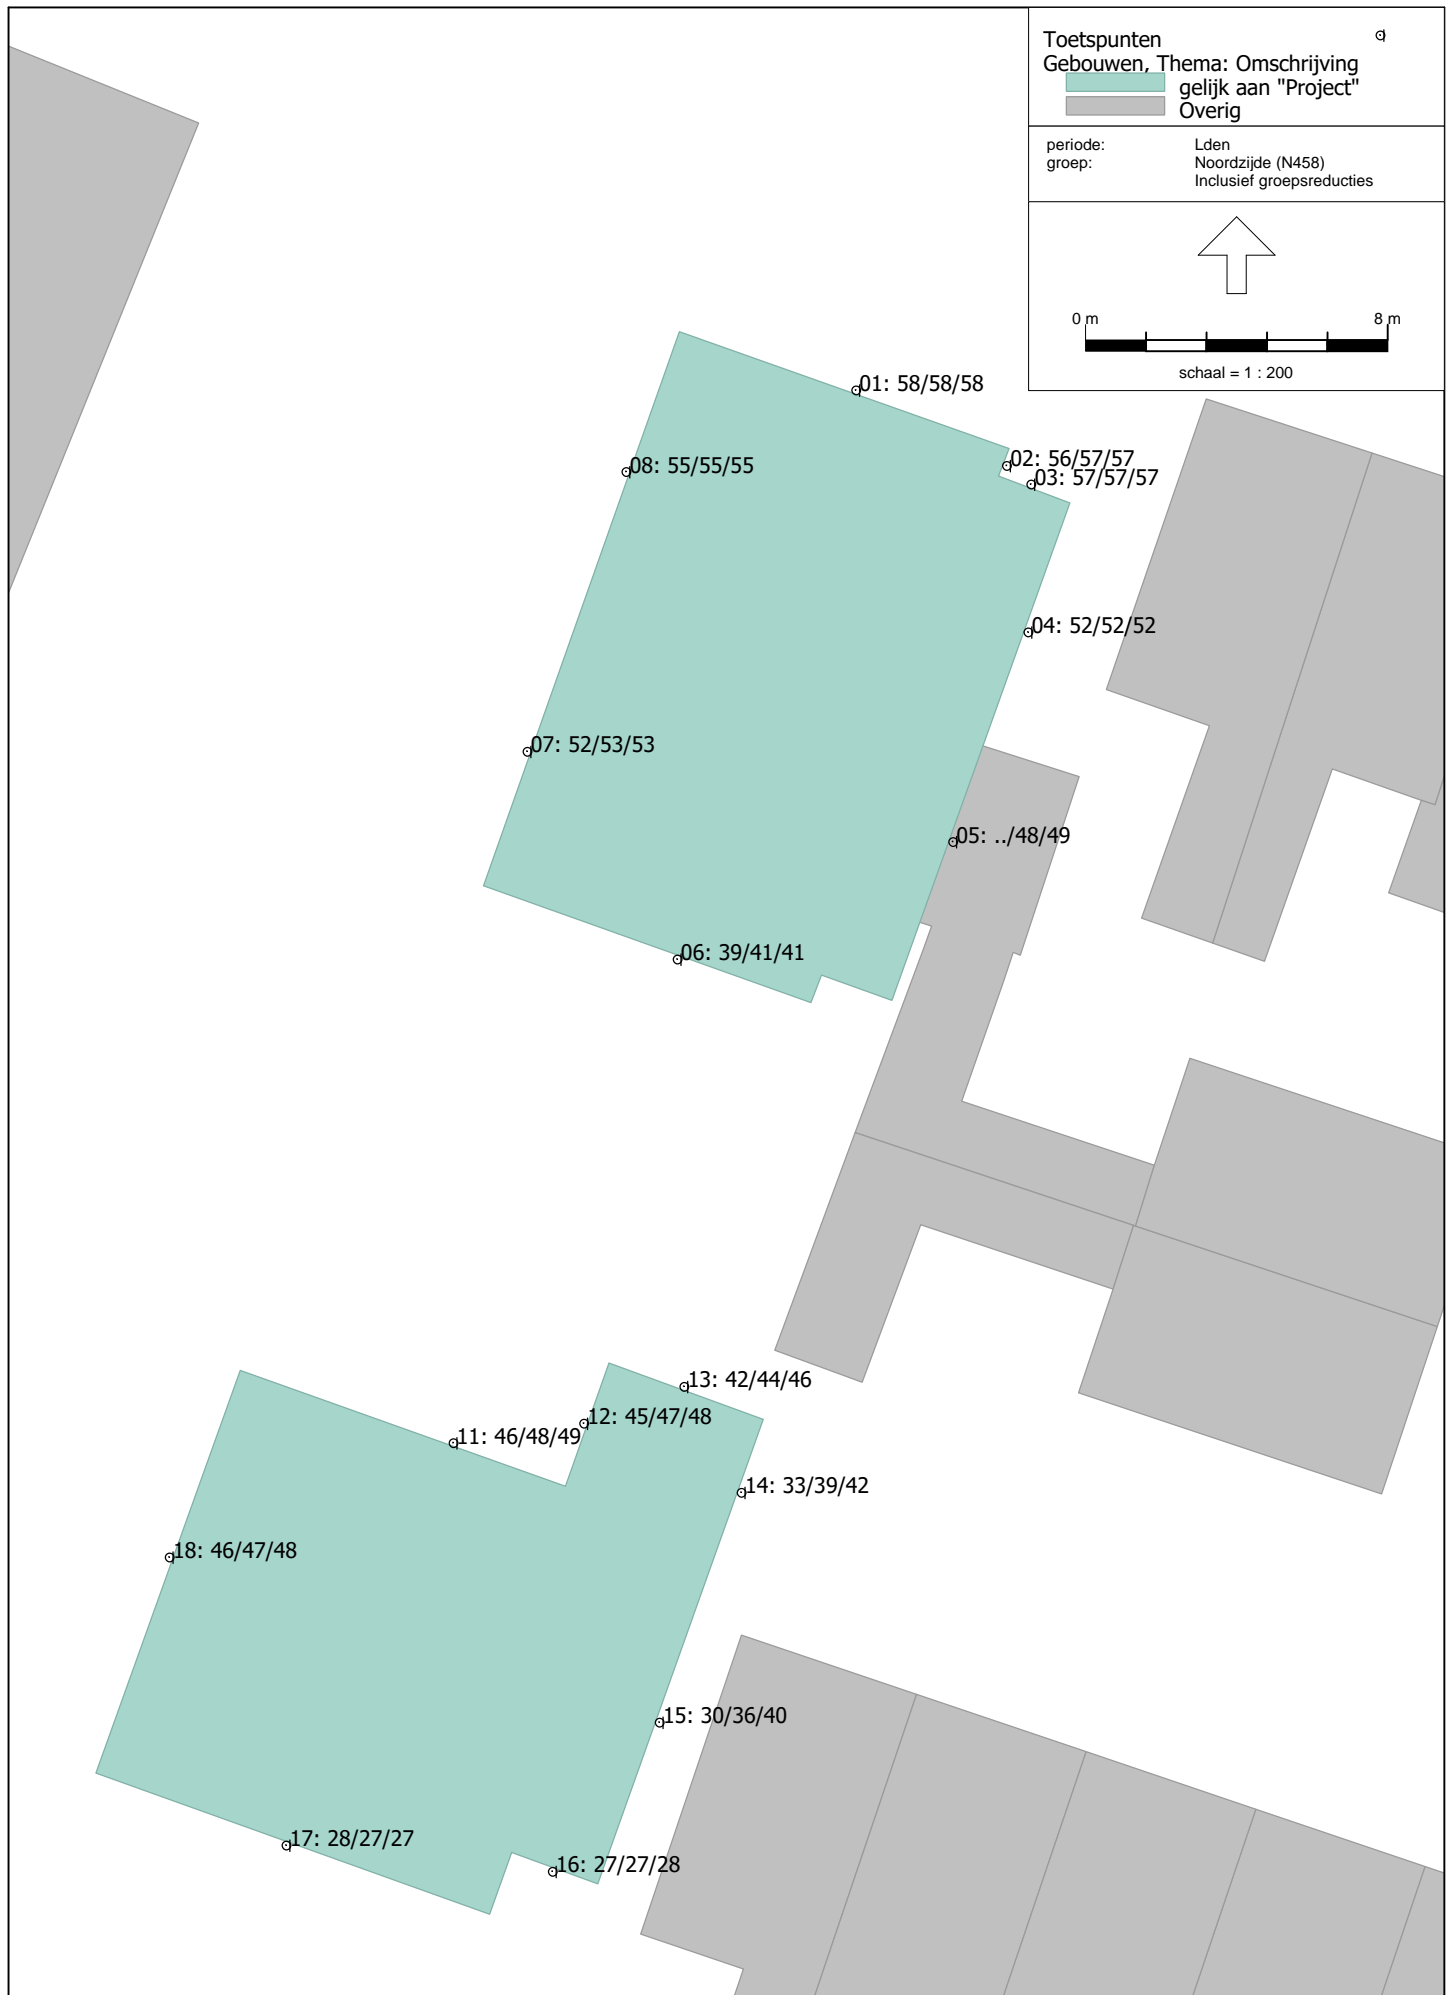 Toetspunten
Gebouwen, Thema: Omschrijving
gelijk aan "Project"
Overig
periode: Lden
groep: Noordzijde (N458)
Inclusief groepsreducties
0 m 8 m
schaal = 1 : 200
01: 58/58/58
02: 56/57/57
08: 55/55/55
03: 57/57/57
04: 52/52/52
07: 52/53/53
05: ../48/49
06: 39/41/41
13: 42/44/46
12: 45/47/48
11: 46/48/49
14: 33/39/42
18: 46/47/48
15: 30/36/40
17: 28/27/27
16: 27/27/28